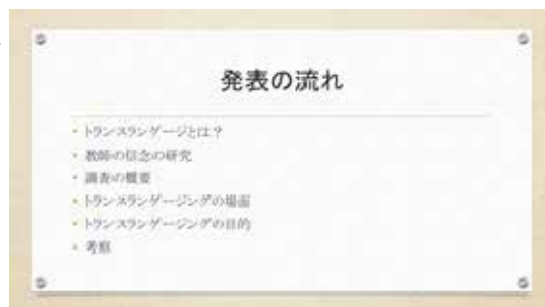 発表の流れ
トランスランゲージとは？
教師の信念の研究
調査の概要
トランスランゲージングの場面
トランスランゲージングの目的
考察